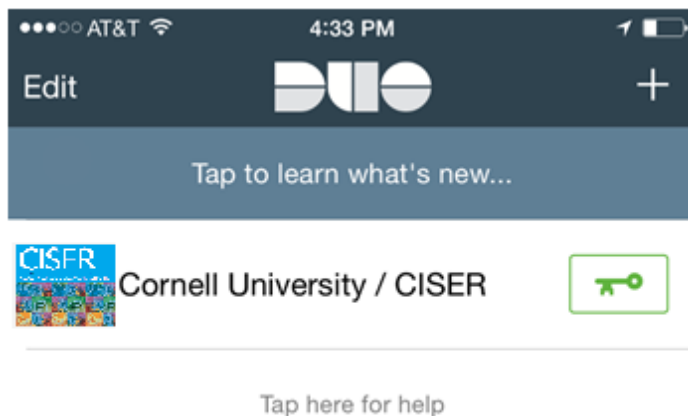 AT&T 4:33 PM
Edit DUO +
Tap to learn what's new...
CISER
Cornell University / CISER
Tap here for help